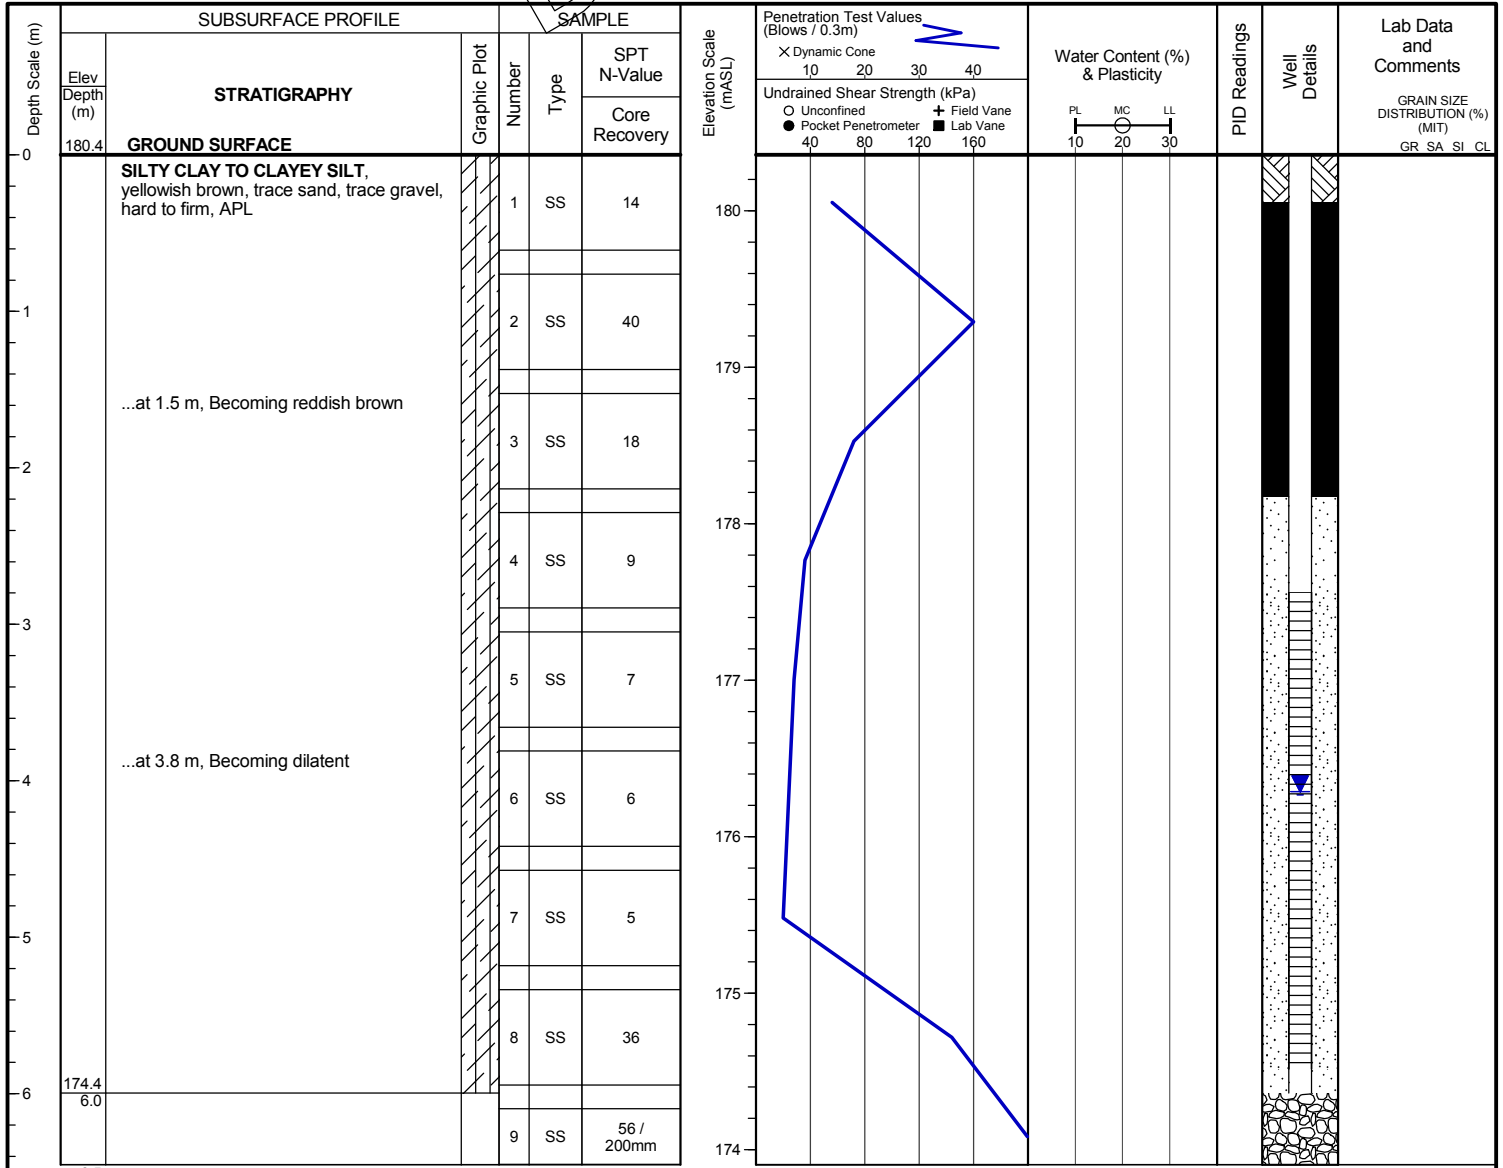 SUBSURFACE PROFILE
SAMPLE
Depth Scale (m)
Elev
Depth
(m)
STRATIGRAPHY
Graphic Plot
Number
Type
SPT
N-Value
Core
Recovery
Elevation Scale
(mASL)
Penetration Test Values
(Blows / 0.3m)
X Dynamic Cone
10 20 30 40
Undrained Shear Strength (kPa)
Unconfined
Field Vane
Pocket Penetrometer
Lab Vane
40 80 120 160
Water Content (%)
& Plasticity
PL MC LL
10 20 30
PID Readings
Well
Details
Lab Data
and
Comments
GRAIN SIZE
DISTRIBUTION (%)
(MIT)
GR SA SI CL
180.4 GROUND SURFACE
0
SILTY CLAY TO CLAYEY SILT,
yellowish brown, trace sand, trace gravel,
hard to firm, APL
1 SS 14
180
1
2 SS 40
179
...at 1.5 m, Becoming reddish brown
3 SS 18
2
178
4 SS 9
3
5 SS 7
177
...at 3.8 m, Becoming dilatent
4
6 SS 6
176
7 SS 5
5
175
8 SS 36
174.4
6
6.0
9 SS 56 /
200mm
174